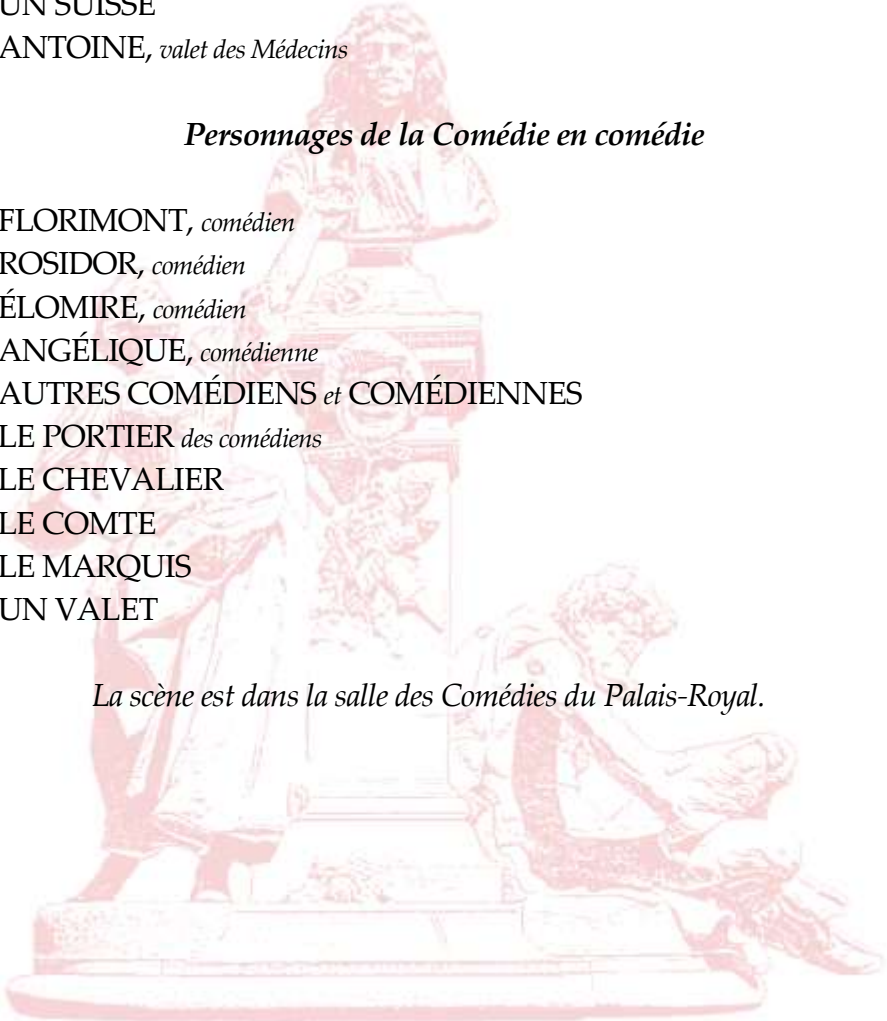 UN SUISSE
ANTOINE, valet des Médecins
Personnages de la Comédie en comédie
FLORIMONT, comédien
ROSIDOR, comédien
ÉLOMIRE, comédien
ANGÉLIQUE, comédienne
AUTRES COMÉDIENS et COMÉDIENNES
LE PORTIER des comédiens
LE CHEVALIER
LE COMTE
LE MARQUIS
UN VALET
La scène est dans la salle des Comédies du Palais-Royal.